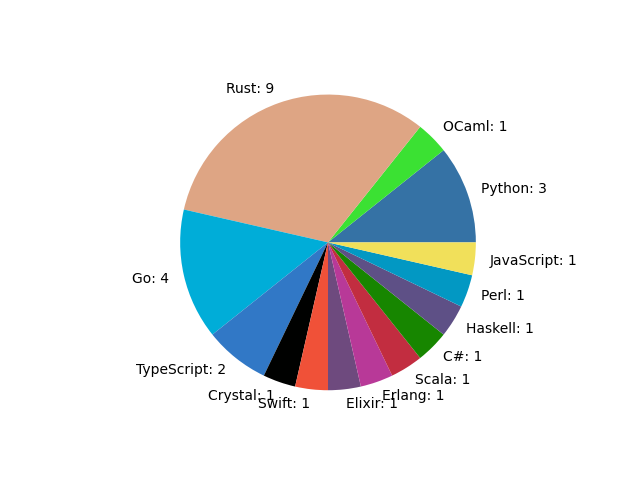 Rust: 9
OCaml: 1
Python: 3
JavaScript: 1
Go: 4
Perl: 1
Haskell: 1
C#: 1
TypeScript: 2
Scala: 1
Crystal: 1
Swift: 1
Elixir: 1
Erlang: 1